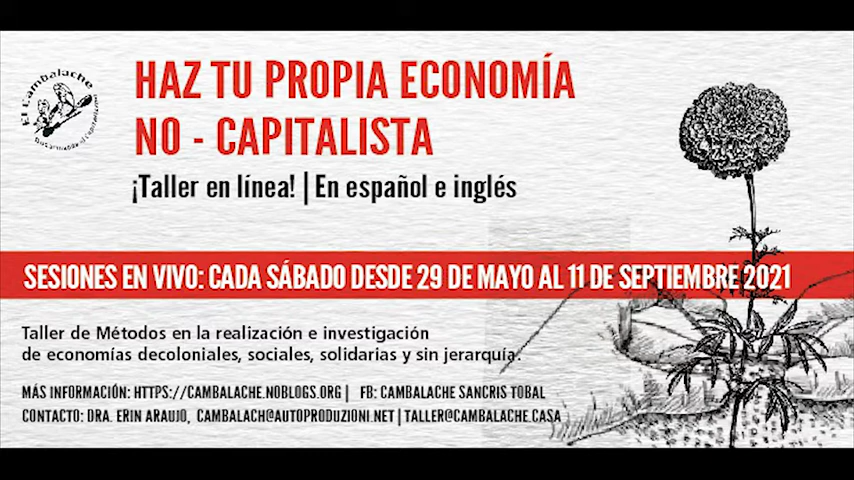 El Cambalache
HAZ TU PROPIA ECONOMÍA
NO - CAPITALISTA
¡Taller en línea! | En español e inglés
SESIONES EN VIVO: CADA SÁBADO DESDE 29 DE MAYO AL 11 DE SEPTIEMBRE 2021
Taller de Métodos en la realización e investigación
de economías decoloniales, sociales, solidarias y sin jerarquía.
MÁS INFORMACIÓN: HTTPS://CAMBALACHE.NOBLOGS.ORG | FB: CAMBALACHE SANCRIS TOBAL
CONTACTO: DRA. ERIN ARAUJO, CAMBALACH@AUTOPRODUZIONI.NET | TALLER@CAMBALACHE.CASA